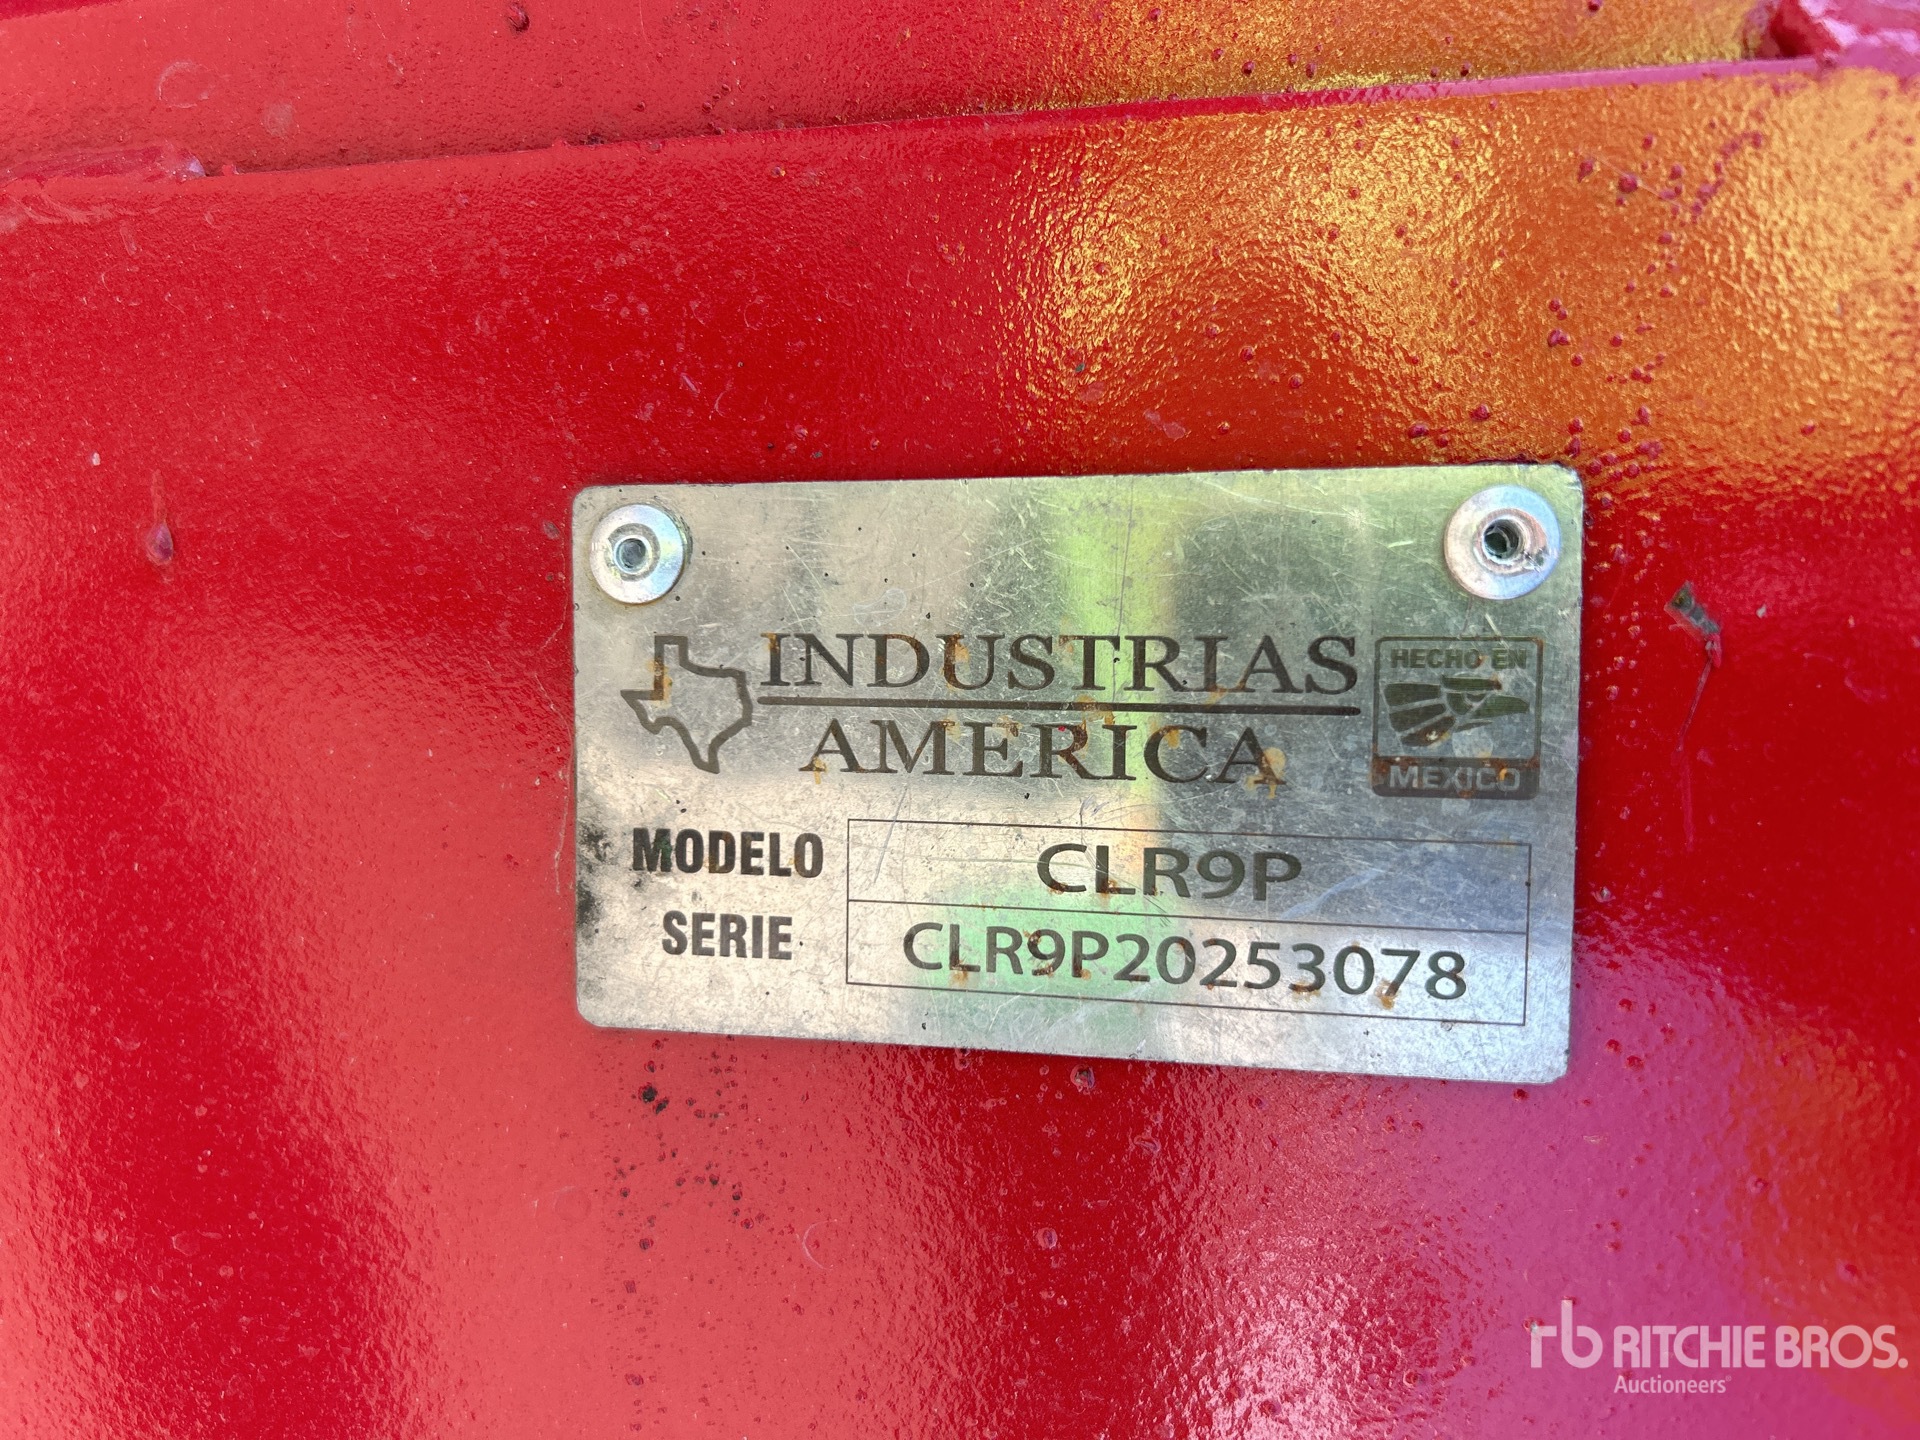 INDUSTRIAS
AMERICA
HECHO EN
MEXICO
MODELO CLR9P
SERIE CLR9P20253078
rb RITCHIE BROS.
Auctioneers